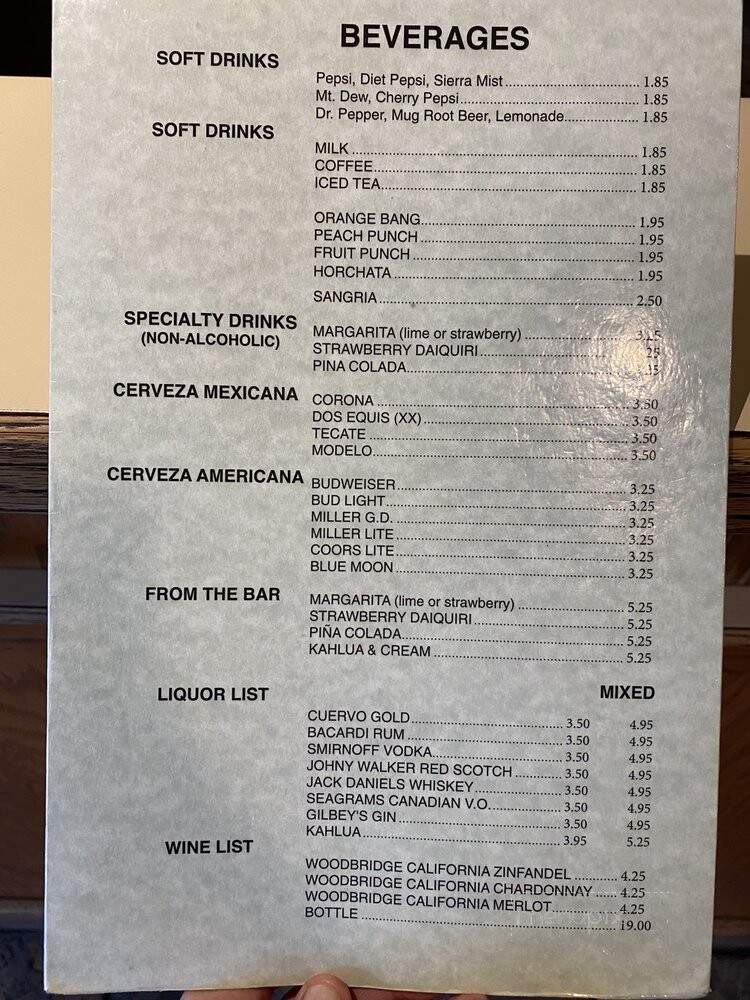 BEVERAGES
SOFT DRINKS
Pepsi, Diet Pepsi, Sierra Mist 1.85
Mt. Dew, Cherry Pepsi 1.85
Dr. Pepper, Mug Root Beer, Lemonade 1.85
SOFT DRINKS
MILK 1.85
COFFEE 1.85
ICED TEA 1.85
ORANGE BANG 1.95
PEACH PUNCH 1.95
FRUIT PUNCH 1.95
HORCHATA 1.95
SANGRIA 2.50
SPECIALTY DRINKS
(NON-ALCOHOLIC)
MARGARITA (lime or strawberry)
STRAWBERRY DAIQUIRI
PINA COLADA
CERVEZA MEXICANA
CORONA 3.50
DOS EQUIS (XX) 3.50
TECATE 3.50
MODELO 3.50
CERVEZA AMERICANA
BUDWEISER 3.25
BUD LIGHT 3.25
MILLER G.D. 3.25
MILLER LITE 3.25
COORS LITE 3.25
BLUE MOON 3.25
FROM THE BAR
MARGARITA (lime or strawberry) 5.25
STRAWBERRY DAIQUIRI 5.25
PIÑA COLADA 5.25
KAHLUA & CREAM 5.25
LIQUOR LIST MIXED
CUERVO GOLD 3.50 4.95
BACARDI RUM 3.50 4.95
SMIRNOFF VODKA 3.50 4.95
JOHNY WALKER RED SCOTCH 3.50 4.95
JACK DANIELS WHISKEY 3.50 4.95
SEAGRAMS CANADIAN V.O. 3.50 4.95
GILBEY'S GIN 3.50 4.95
KAHLUA 3.95 5.25
WINE LIST
WOODBRIDGE CALIFORNIA ZINFANDEL 4.25
WOODBRIDGE CALIFORNIA CHARDONNAY 4.25
WOODBRIDGE CALIFORNIA MERLOT 4.25
BOTTLE 19.00